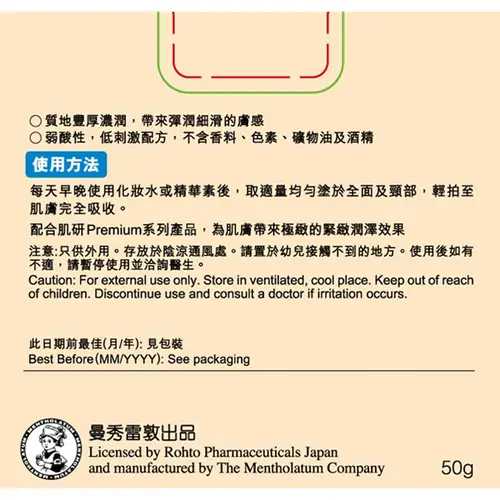 ○ 質地豐厚濃潤，帶來彈潤細滑的膚感
○ 弱酸性，低刺激配方，不含香料、色素、礦物油及酒精
使用方法
每天早晚使用化妝水或精華素後，取適量均勻塗於全面及頸部，輕拍至
肌膚完全吸收。
配合肌研Premium系列產品，為肌膚帶來極緻的緊緻潤澤效果
注意:只供外用。存放於陰涼通風處。請置於幼兒接觸不到的地方。使用後如有
不適，請暫停使用並洽詢醫生。
Caution: For external use only. Store in ventilated, cool place. Keep out of reach
of children. Discontinue use and consult a doctor if irritation occurs.
此日期前最佳(月/年): 見包裝
Best Before(MM/YYYY): See packaging
曼秀雷敦出品
Licensed by Rohto Pharmaceuticals Japan
and manufactured by The Mentholatum Company
50g